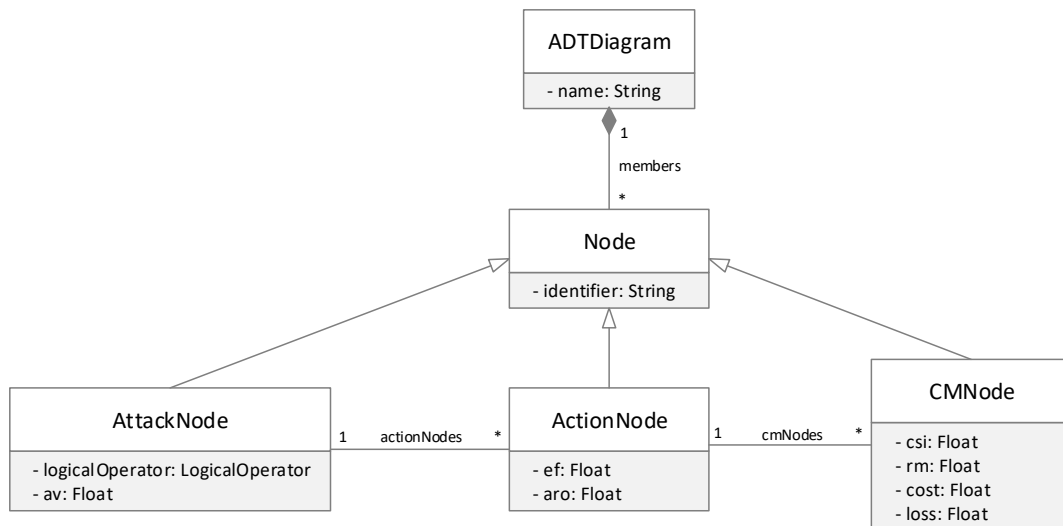 ADTDiagram
- name: String
1
members
*
Node
- identifier: String
AttackNode
- logicalOperator: LogicalOperator
- av: Float
1 actionNodes *
ActionNode
- ef: Float
- aro: Float
1 cmNodes *
CMNode
- csi: Float
- rm: Float
- cost: Float
- loss: Float